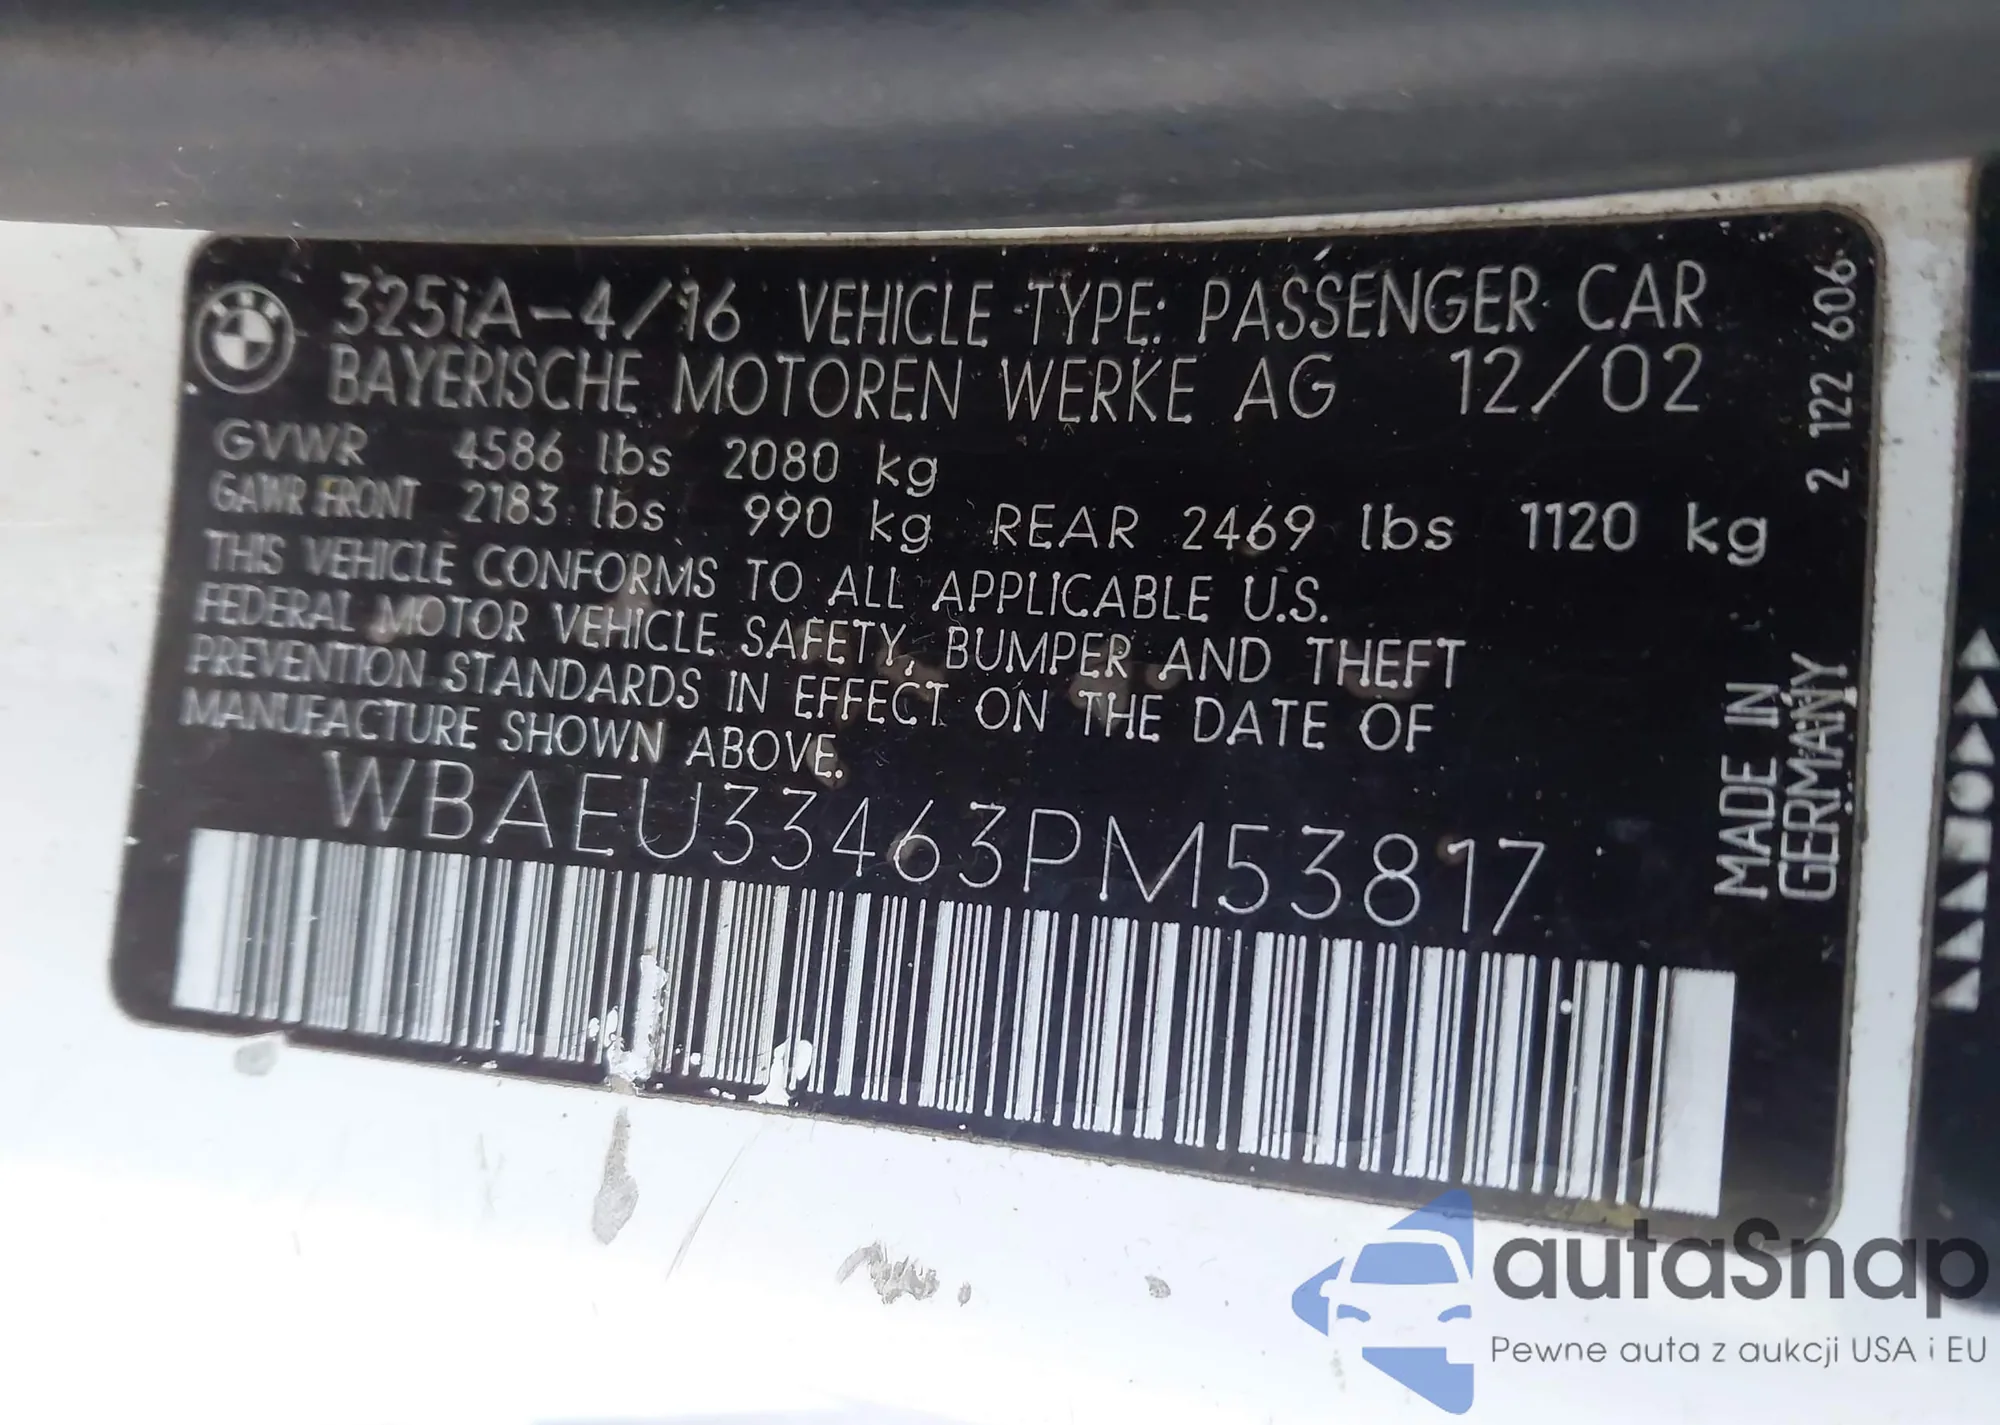 325iA-4/16 VEHICLE TYPE: PASSENGER CAR
BAYERISCHE MOTOREN WERKE AG 12/02
GVWR 4586 lbs 2080 kg
GAWR FRONT 2183 lbs 990 kg REAR 2469 lbs 1120 kg
THIS VEHICLE CONFORMS TO ALL APPLICABLE U.S.
FEDERAL MOTOR VEHICLE SAFETY, BUMPER AND THEFT
PREVENTION STANDARDS IN EFFECT ON THE DATE OF
MANUFACTURE SHOWN ABOVE.
WBAEU33463PM53817
MADE IN
GERMANY
2 122 606
autaSnap
Pewne auta z aukcji USA i EU